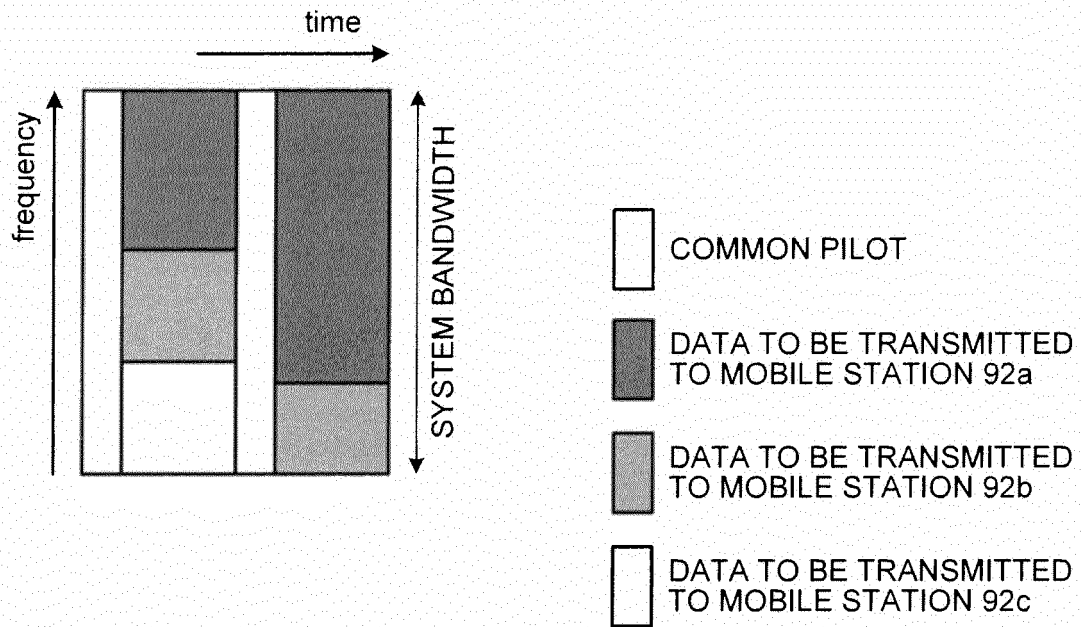 time
frequency
SYSTEM BANDWIDTH
COMMON PILOT
DATA TO BE TRANSMITTED
TO MOBILE STATION 92a
DATA TO BE TRANSMITTED
TO MOBILE STATION 92b
DATA TO BE TRANSMITTED
TO MOBILE STATION 92c